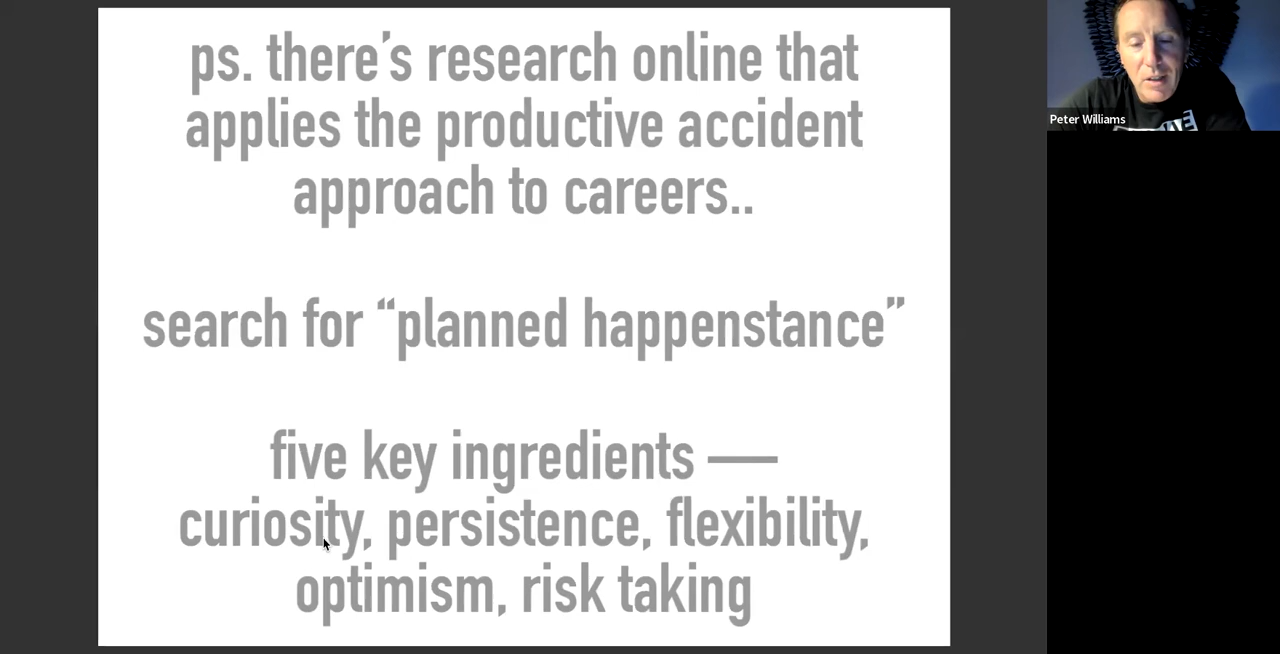 ps. there’s research online that
applies the productive accident
approach to careers..
search for “planned happenstance”
five key ingredients —
curiosity, persistence, flexibility,
optimism, risk taking
Peter Williams